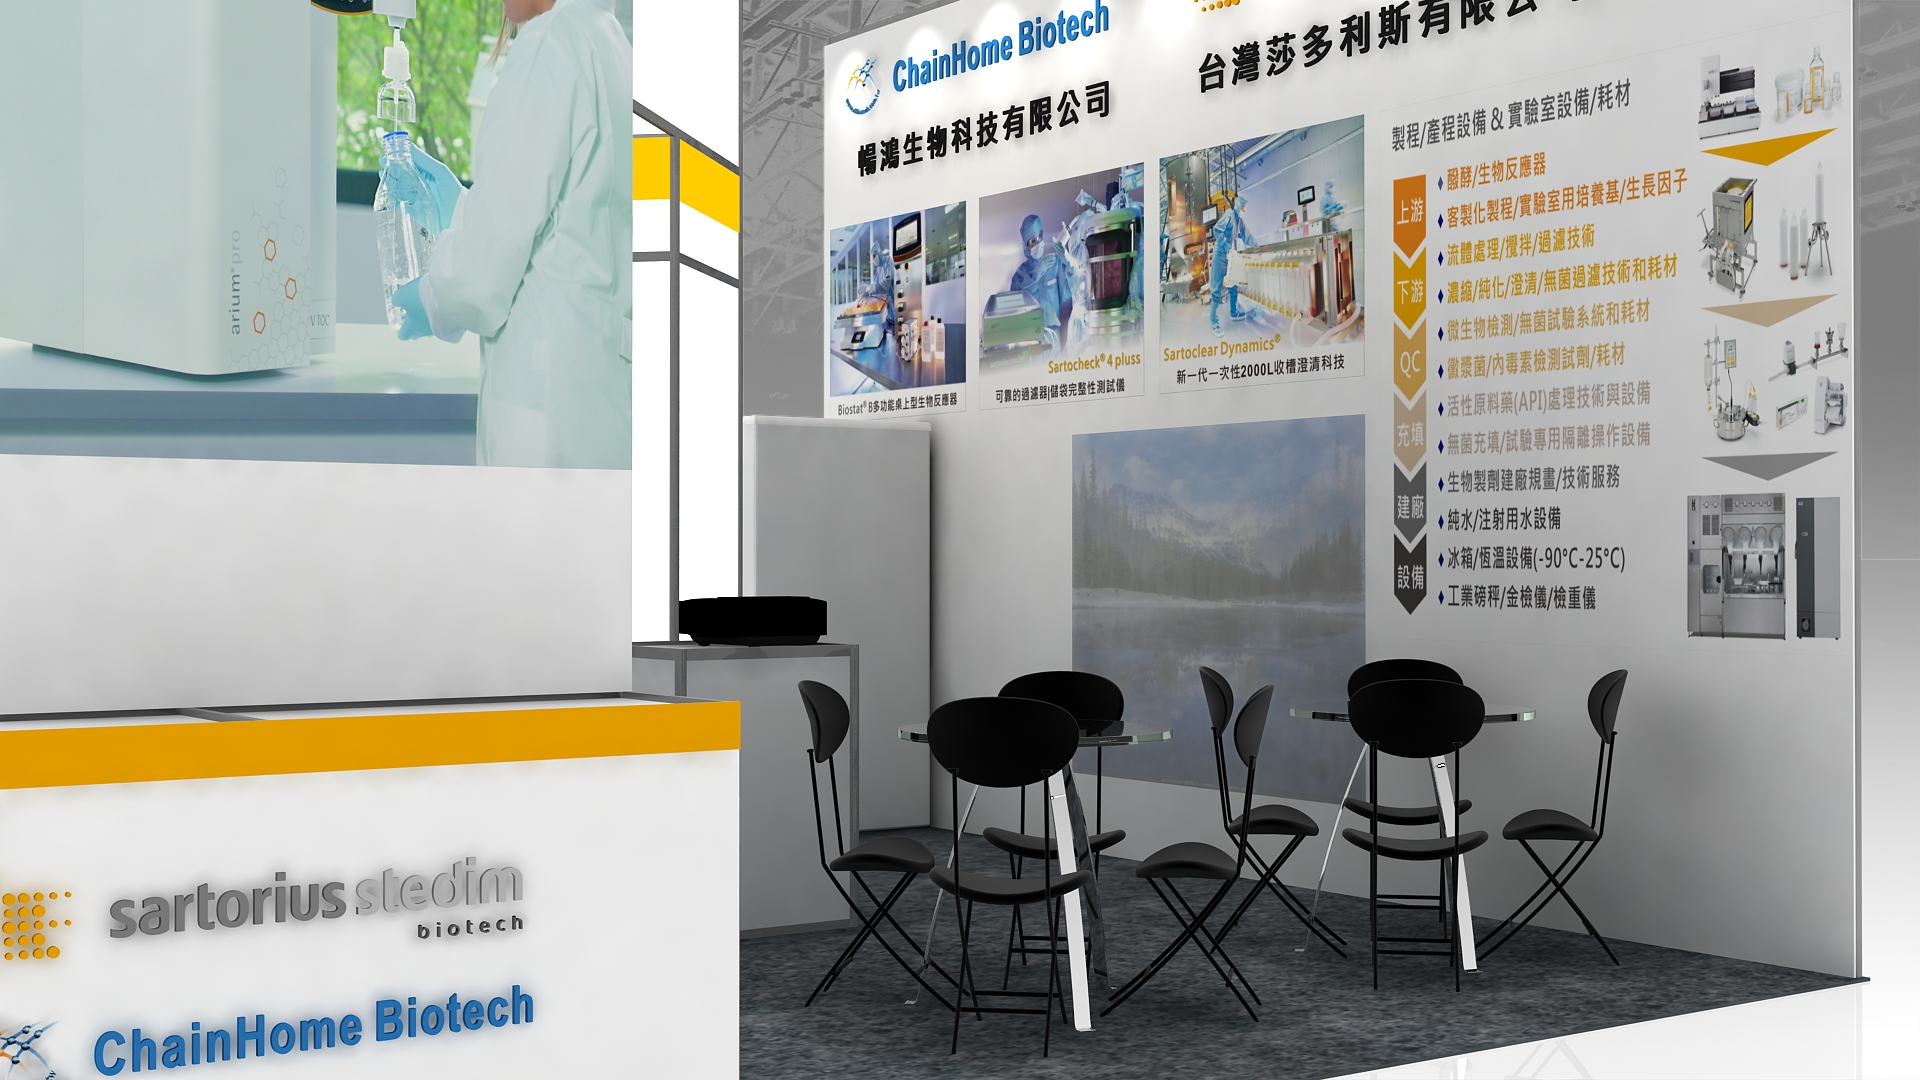 arium® pro
VTOC
sartorius stedim
biotech
ChainHome Biotech
ChainHome Biotech
暢鴻生物科技有限公司
台灣莎多利斯有限公
Biostat® B多功能桌上型生物反應器
Sartocheck® 4 pluss
可靠的過濾器|儲袋完整性測試儀
Sartoclear Dynamics®
新一代一次性2000L收槽澄清科技
製程/產程設備 & 實驗室設備/耗材
上游
下游
QC
充填
建廠
設備
醱酵/生物反應器
客製化製程/實驗室用培養基/生長因子
流體處理/攪拌/過濾技術
濃縮/純化/澄清/無菌過濾技術和耗材
微生物檢測/無菌試驗系統和耗材
黴漿菌/內毒素檢測試劑/耗材
活性原料藥(API)處理技術與設備
無菌充填/試驗專用隔離操作設備
生物製劑建廠規畫/技術服務
純水/注射用水設備
冰箱/恆溫設備(-90°C-25°C)
工業磅秤/金檢儀/檢重儀